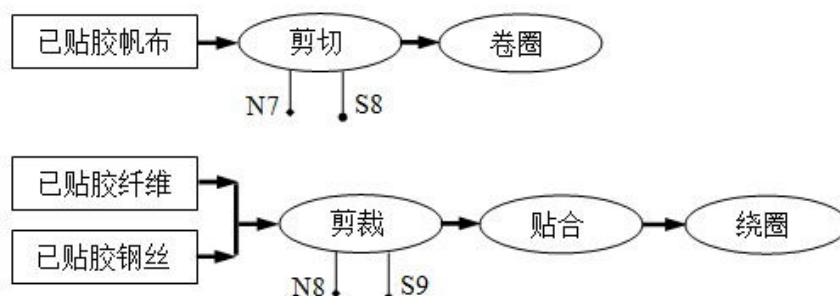 已贴胶帆布 剪切 卷圈
N7 S8
已贴胶纤维
剪裁 贴合 绕圈
已贴胶钢丝
N8 S9